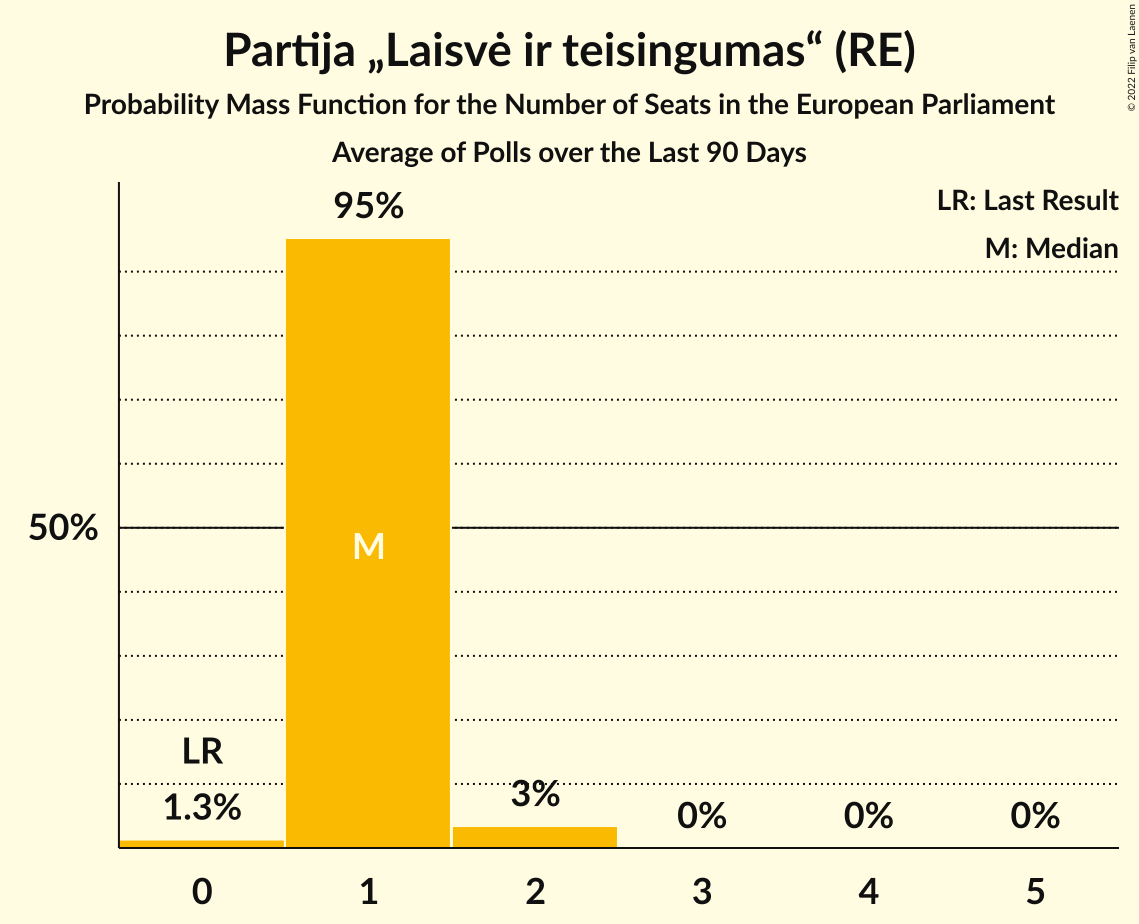 Partija „Laisvė ir teisingumas“ (RE)
Probability Mass Function for the Number of Seats in the European Parliament
Average of Polls over the Last 90 Days
© 2022 Filip van Laenen
LR: Last Result
M: Median
95%
50%
M
LR
1.3%
3%
0%
0%
0%
0
1
2
3
4
5